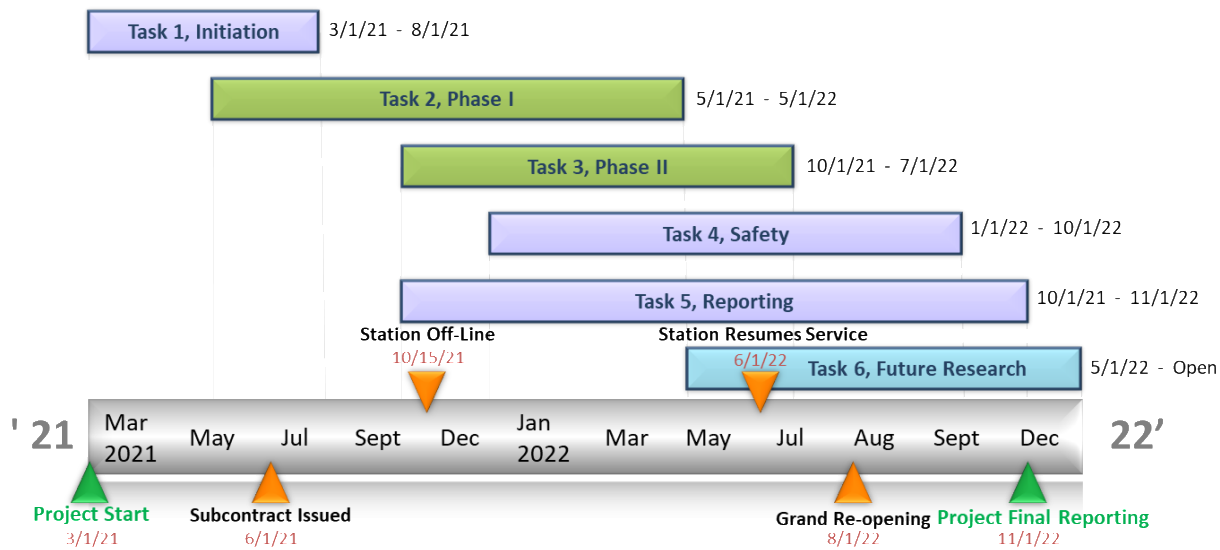 Task 1, Initiation 3/1/21 - 8/1/21
Task 2, Phase I 5/1/21 - 5/1/22
Task 3, Phase II 10/1/21 - 7/1/22
Task 4, Safety 1/1/22 - 10/1/22
Task 5, Reporting 10/1/21 - 11/1/22
Station Off-Line Station Resumes Service
10/15/21 6/1/22
Task 6, Future Research 5/1/22 - Open
' 21 Mar 2021 May Jul Sept Dec Jan 2022 Mar May Jul Aug Sept Dec 22’
Project Start Subcontract Issued Grand Re-opening Project Final Reporting
3/1/21 6/1/21 8/1/22 11/1/22